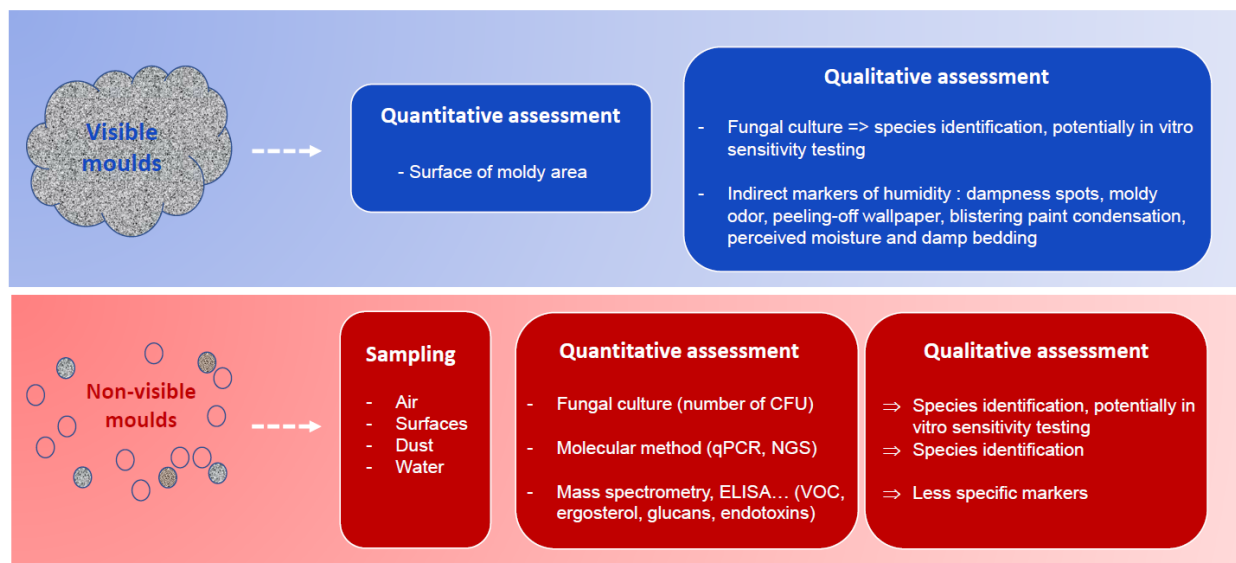 Visible
moulds
Quantitative assessment
- Surface of moldy area
Qualitative assessment
- Fungal culture => species identification, potentially in vitro
sensitivity testing
- Indirect markers of humidity : dampness spots, moldy
odor, peeling-off wallpaper, blistering paint condensation,
perceived moisture and damp bedding
Non-visible
moulds
Sampling
- Air
- Surfaces
- Dust
- Water
Quantitative assessment
- Fungal culture (number of CFU)
- Molecular method (qPCR, NGS)
- Mass spectrometry, ELISA… (VOC,
ergosterol, glucans, endotoxins)
Qualitative assessment
⇒ Species identification, potentially in
vitro sensitivity testing
⇒ Species identification
⇒ Less specific markers